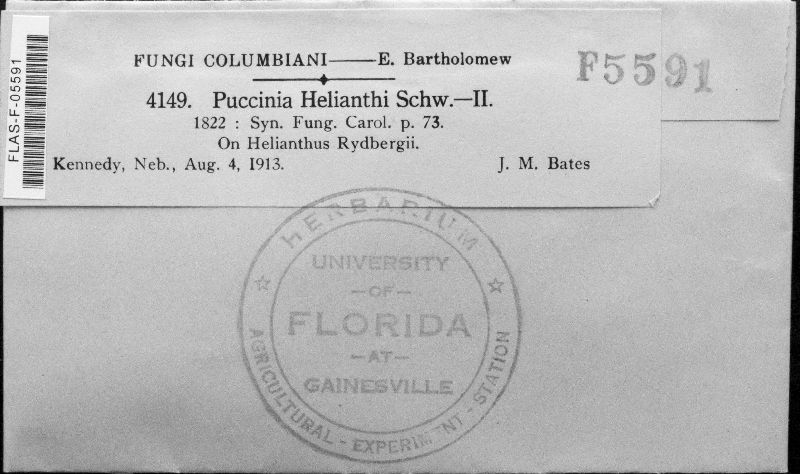 FUNGI COLUMBIANI—E. Bartholomew
F5591
4149. Puccinia Helianthi Schw.—II.
1822 : Syn. Fung. Carol. p. 73.
On Helianthus Rydbergii.
Kennedy, Neb., Aug. 4, 1913. J. M. Bates
FLAS-F-05591
HERBARIUM
UNIVERSITY
—OF—
FLORIDA
—AT—
GAINESVILLE
AGRICULTURAL - EXPERIMENT - STATION